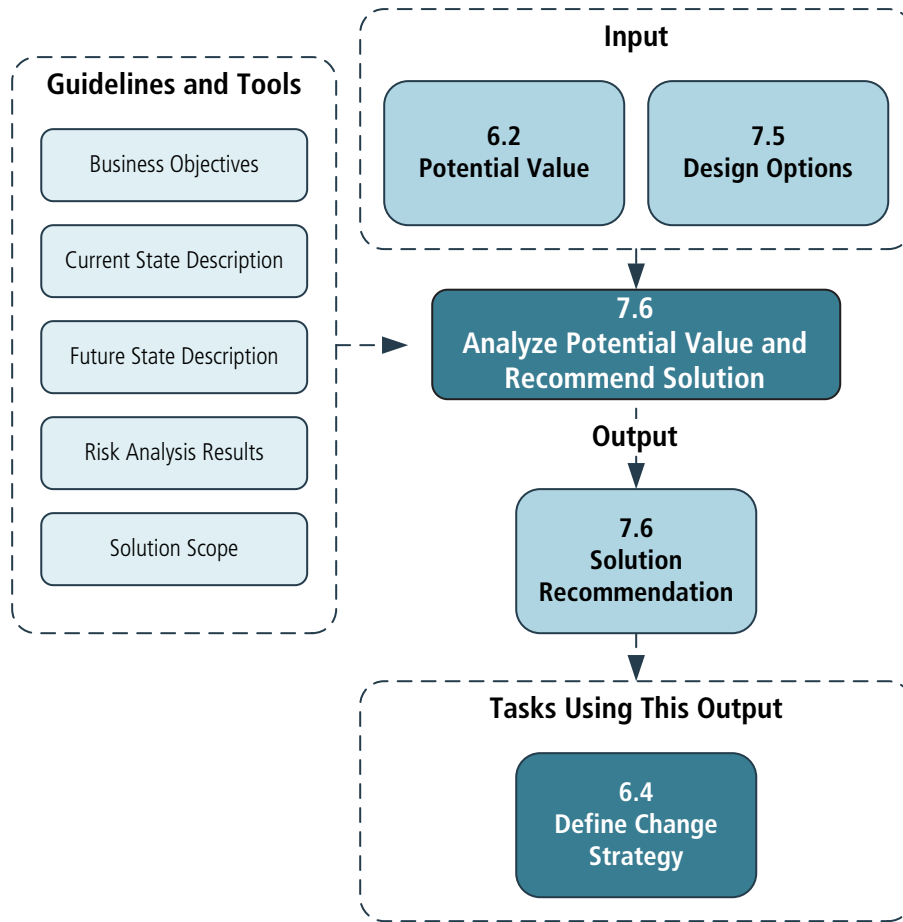 Input
6.2
Potential Value
7.5
Design Options
Guidelines and Tools
Business Objectives
Current State Description
Future State Description
Risk Analysis Results
Solution Scope
7.6
Analyze Potential Value and
Recommend Solution
Output
7.6
Solution
Recommendation
Tasks Using This Output
6.4
Define Change
Strategy